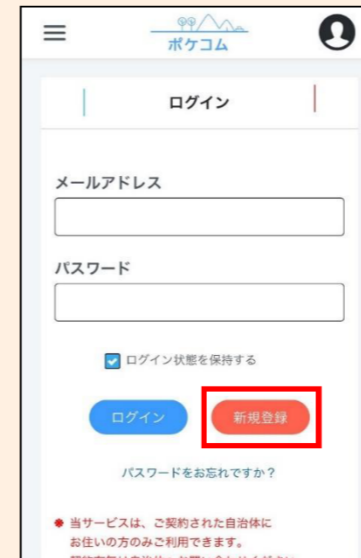 ポケコム
ログイン
メールアドレス
パスワード
ログイン状態を保持する
ログイン
新規登録
パスワードをお忘れですか？
当サービスは、ご契約された自治体に
お住いの方のみご利用できます。